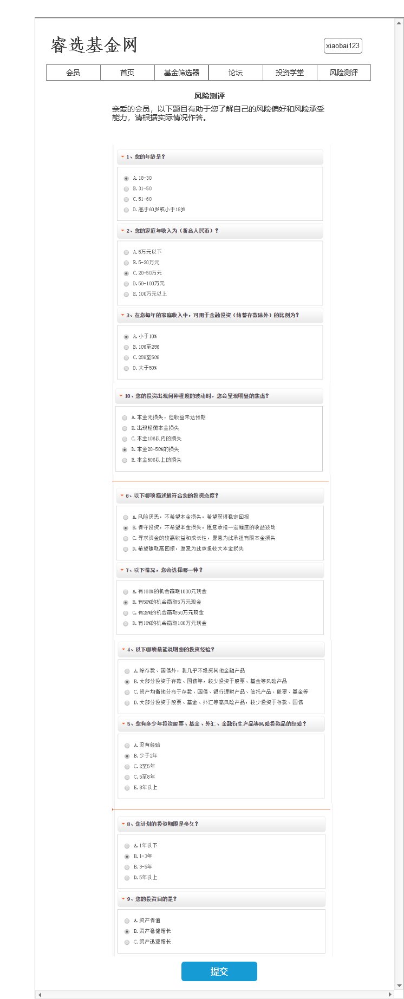 睿选基金网
xiaobai123
会员 首页 基金筛选器 论坛 投资学堂 风险测评
风险测评
亲爱的会员，以下题目有助于您了解自己的风险偏好和风险承受
能力，请根据实际情况作答。
1、您的年龄是?
A.18-30
B.31-50
C.51-60
D.高于60岁或小于18岁
2、您的家庭年收入为（折合人民币）?
A.5万元以下
B.5-20万元
C.20-50万元
D.50-100万元
E.100万元以上
3、在您每年的家庭收入中，可用于金融投资（储蓄存款除外）的比例为?
A.小于10%
B.10%至25%
C.25%至50%
D.大于50%
10、您的投资出现何种程度的波动时，您会呈现明显的焦虑?
A.本金无损失，但收益未达预期
B.出现轻微本金损失
C.本金10%以内的损失
D.本金20-50%的损失
E.本金50%以上的损失
6、以下哪项描述最符合您的投资态度?
A.风险厌恶，不希望本金损失，希望获得稳定回报
B.保守投资，不希望本金损失，愿意承担一定幅度的收益波动
C.寻求资金的较高收益和成长性，愿意为此承担有限本金损失
D.希望赚取高回报，愿意为此承担较大本金损失
7、以下情况，您会选择哪一种?
A.有100%的机会赢取1000元现金
B.有50%的机会赢取5万元现金
C.有25%的机会赢取50万元现金
D.有10%的机会赢取100万元现金
4、以下哪项最能说明您的投资经验?
A.除存款、国债外，我几乎不投资其他金融产品
B.大部分投资于存款、国债等，较少投资于股票、基金等风险产品
C.资产均衡地分布于存款、国债、银行理财产品、信托产品、股票、基金等
D.大部分投资于股票、基金、外汇等高风险产品，较少投资于存款、国债
5、您有多少年投资股票、基金、外汇、金融衍生产品等风险投资品的经验?
A.没有经验
B.少于2年
C.2至5年
C.5至8年
E.8年以上
8、您计划的投资期限是多久?
A.1年以下
B.1-3年
B.3-5年
D.5年以上
9、您的投资目的是?
A.资产保值
B.资产稳健增长
C.资产迅速增长
提交